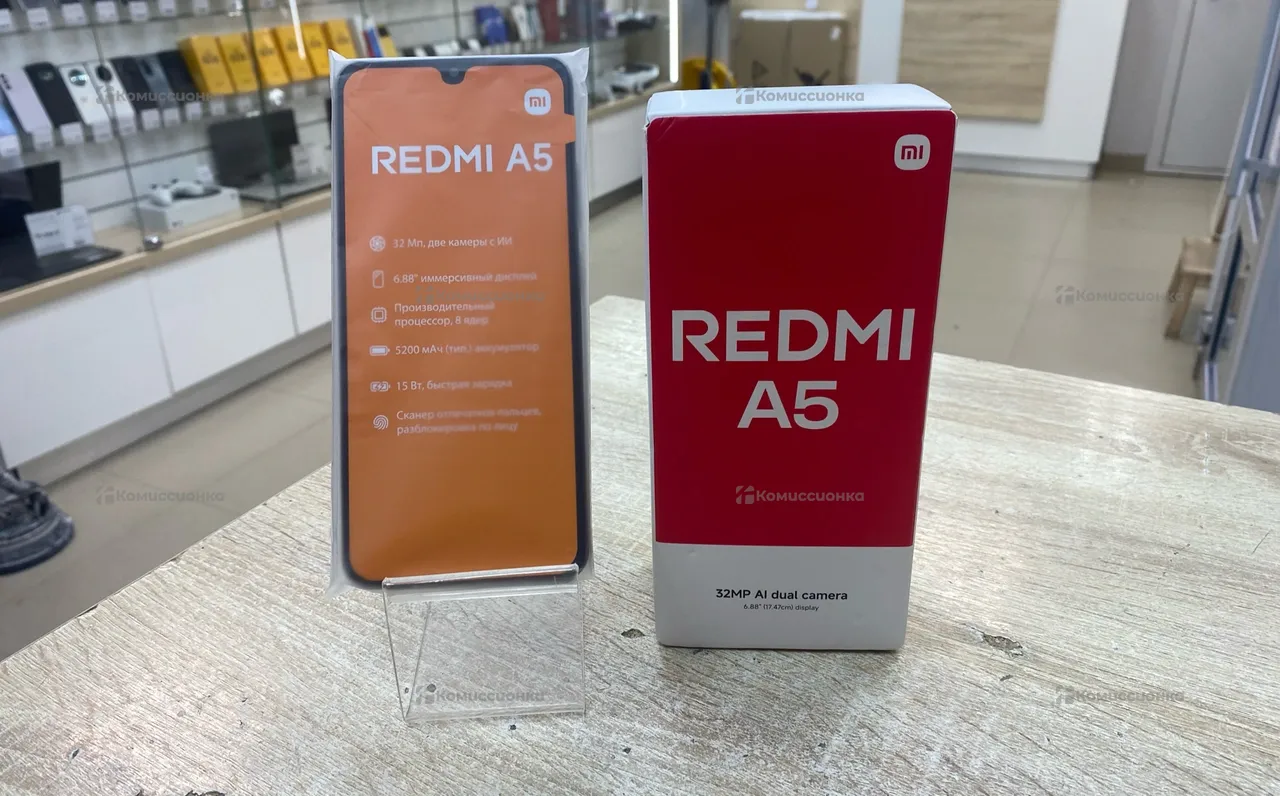 REDMI A5
32 Мп, две камеры с ИИ
6.88" иммерсивный дисплей
Производительный
процессор, 8 ядер
5200 мАч (тип.) аккумулятор
15 Вт, быстрая зарядка
Сканер отпечатков пальцев,
разблокировка по лицу
mi
REDMI
A5
32MP AI dual camera
6.88" (17.47cm) display
mi
Комиссионка
Комиссионка
Комиссионка
Комиссионка
Комиссионка
Комиссионка
Комиссионка